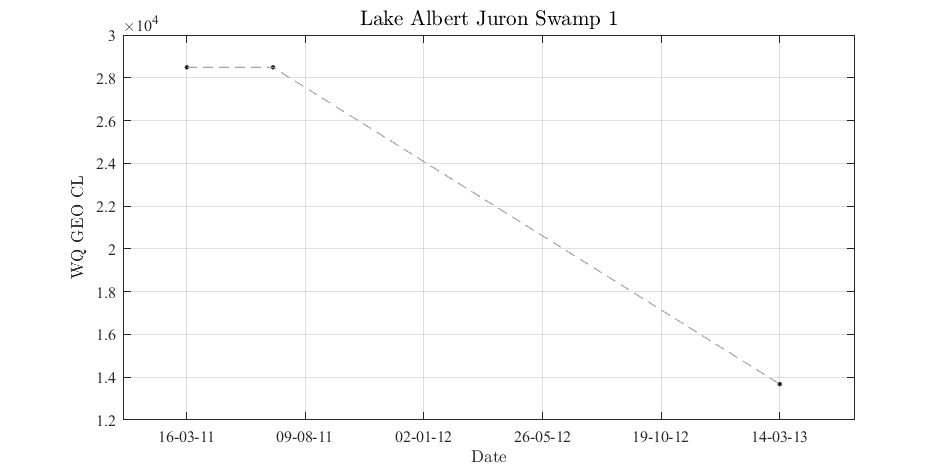 Lake Albert Juron Swamp 1
×10⁴
3
2.8
2.6
2.4
2.2
2
1.8
1.6
1.4
1.2
WQ GEO CL
16-03-11 09-08-11 02-01-12 26-05-12 19-10-12 14-03-13
Date